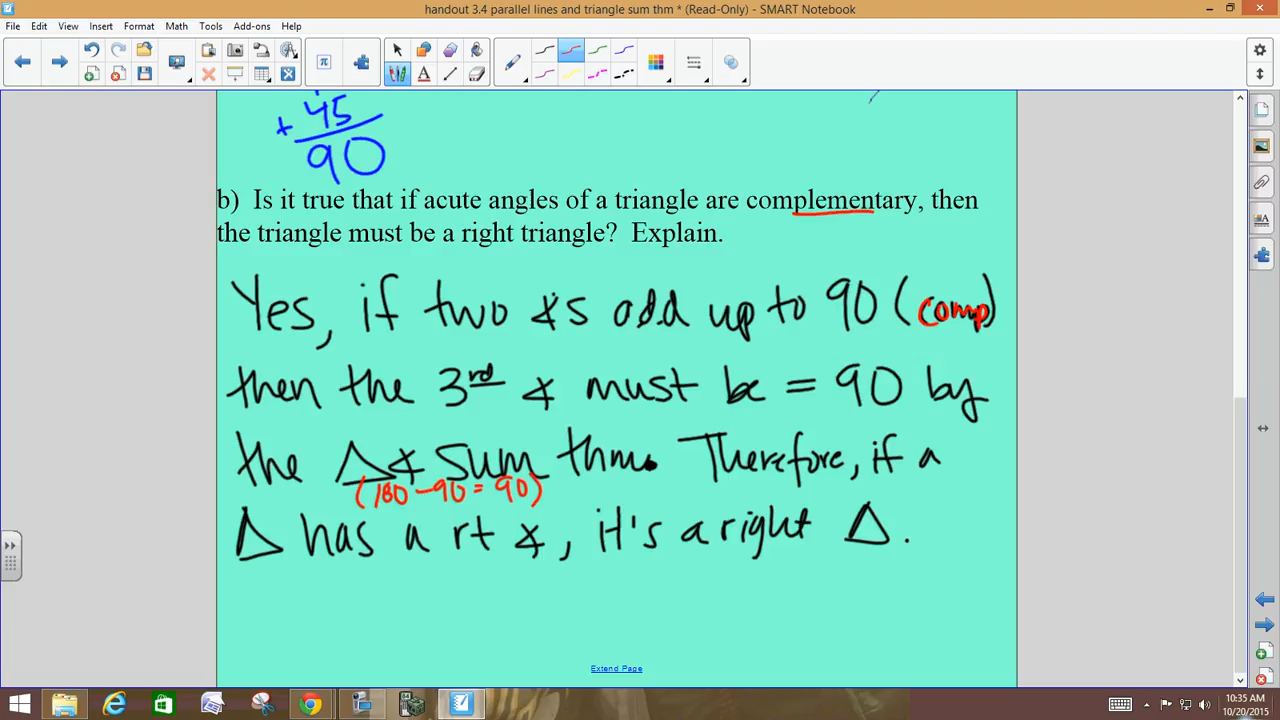 handout 3.4 parallel lines and triangle sum thm * (Read-Only) - SMART Notebook
File Edit View Insert Format Math Tools Add-ons Help
45
+
90
b) Is it true that if acute angles of a triangle are complementary, then
the triangle must be a right triangle? Explain.
Yes, if two ∡s add up to 90 (comp)
then the 3rd ∡ must be = 90 by
the Δ∡ sum thm. Therefore, if a
(180 - 90 = 90)
Δ has a rt ∡, it's a right Δ.
Extend Page
10:35 AM
10/20/2015